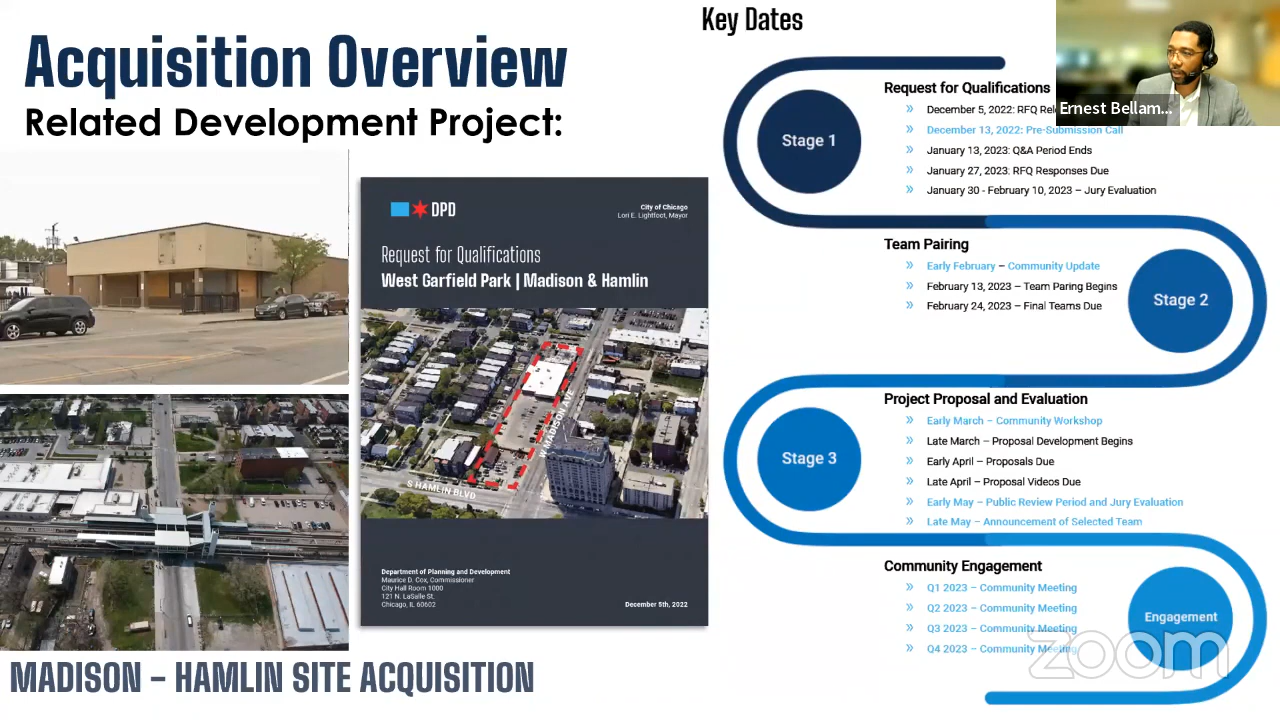 Acquisition Overview
Related Development Project:
DPD
City of Chicago
Lori E. Lightfoot, Mayor
Request for Qualifications
West Garfield Park | Madison & Hamlin
W MADISON AVE
S HAMLIN BLVD
Department of Planning and Development
Maurice D. Cox, Commissioner
City Hall Room 1000
121 N. LaSalle St.
Chicago, IL 60602
December 5th, 2022
MADISON – HAMLIN SITE ACQUISITION
Key Dates
Stage 1
Request for Qualifications
» December 5, 2022: RFQ
» December 13, 2022: Pre-Submission Call
» January 13, 2023: Q&A Period Ends
» January 27, 2023: RFQ Responses Due
» January 30 - February 10, 2023 – Jury Evaluation
Team Pairing
» Early February – Community Update
» February 13, 2023 – Team Paring Begins
» February 24, 2023 – Final Teams Due
Stage 2
Project Proposal and Evaluation
» Early March – Community Workshop
» Late March – Proposal Development Begins
» Early April – Proposals Due
» Late April – Proposal Videos Due
» Early May – Public Review Period and Jury Evaluation
» Late May – Announcement of Selected Team
Stage 3
Community Engagement
» Q1 2023 – Community Meeting
» Q2 2023 – Community Meeting
» Q3 2023 – Community Meeting
» Q4 2023 – Community Meeting
Engagement
Ernest Bellam...
zoom